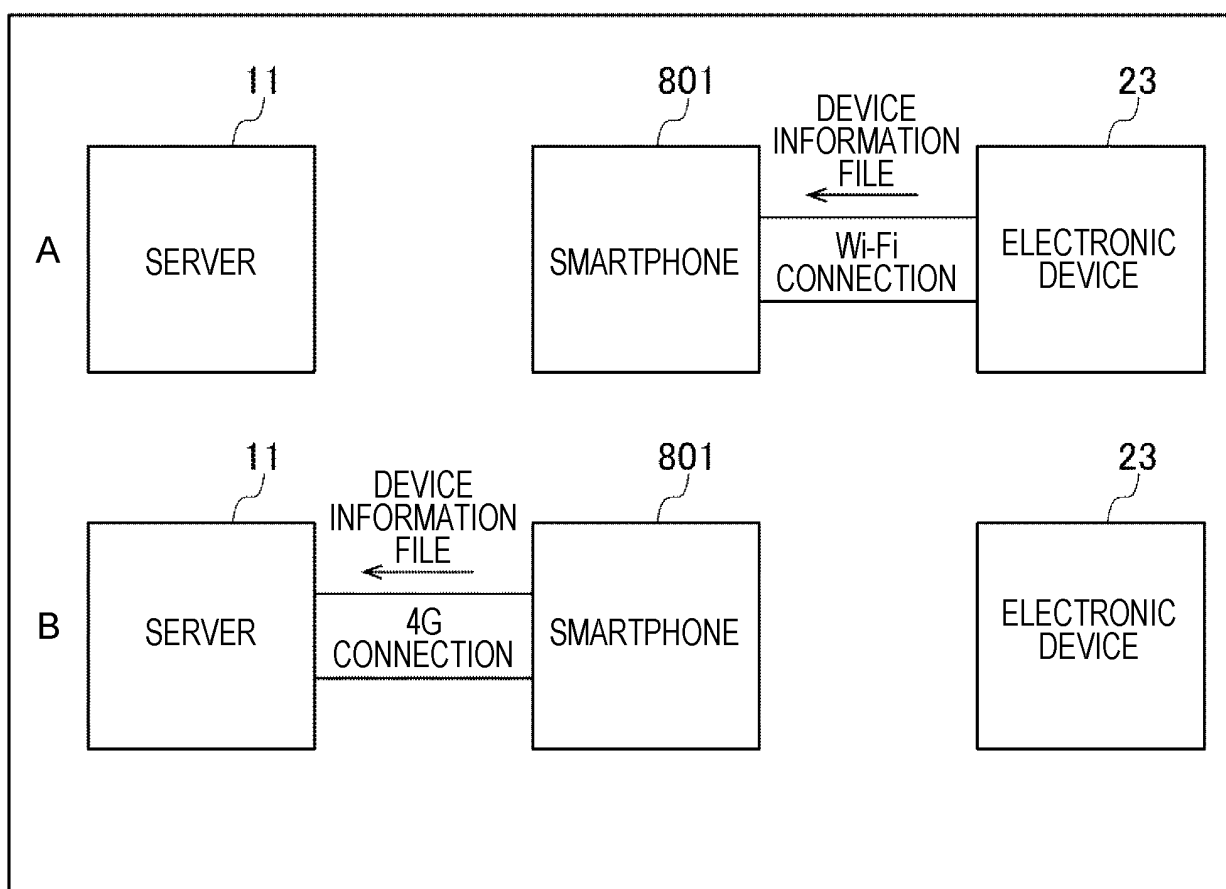 11
801
23
DEVICE
INFORMATION
FILE
A
SERVER
SMARTPHONE
Wi-Fi
CONNECTION
ELECTRONIC
DEVICE
11
801
23
DEVICE
INFORMATION
FILE
B
SERVER
4G
CONNECTION
SMARTPHONE
ELECTRONIC
DEVICE